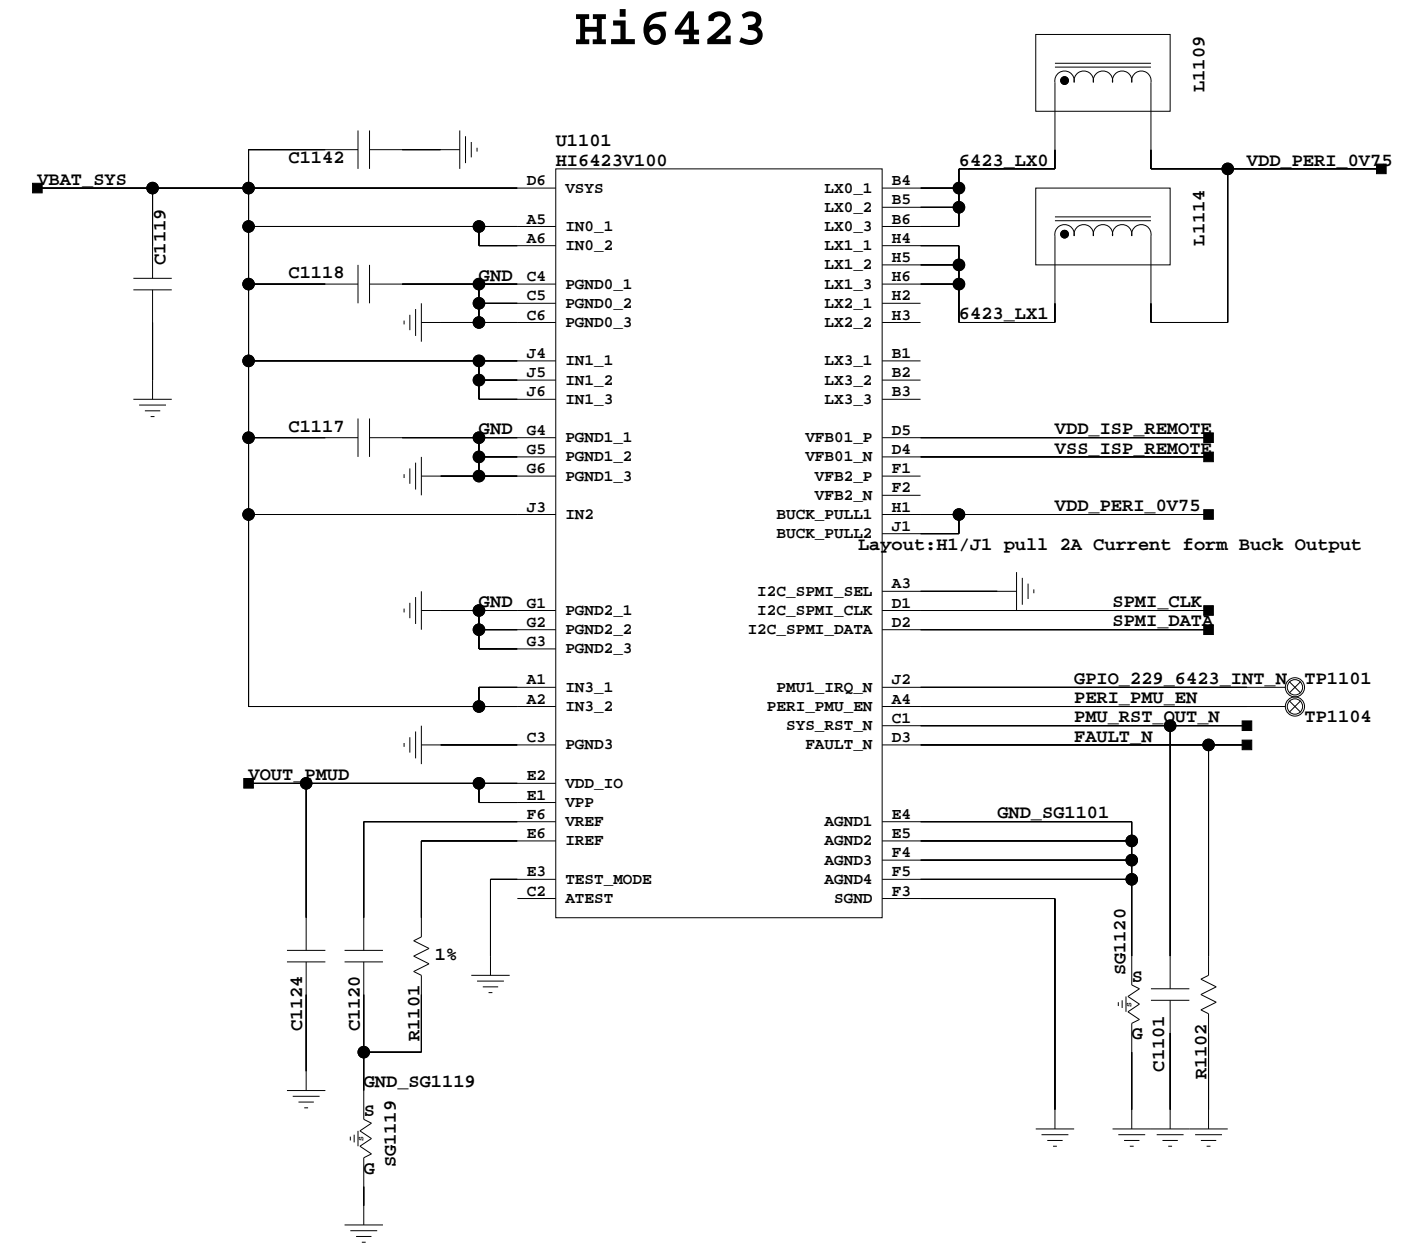 Hi6423
L1109
U1101
HI6423V100
C1142
VBAT_SYS
C1119
6423_LX0
VDD_PERI_0V75
L1114
D6 VSYS
A5 IN0_1
A6 IN0_2
C1118
GND
C4 PGND0_1
C5 PGND0_2
C6 PGND0_3
J4 IN1_1
J5 IN1_2
J6 IN1_3
C1117
GND
G4 PGND1_1
G5 PGND1_2
G6 PGND1_3
J3 IN2
GND
G1 PGND2_1
G2 PGND2_2
G3 PGND2_3
A1 IN3_1
A2 IN3_2
C3 PGND3
VOUT_PMUD
E2 VDD_IO
E1 VPP
F6 VREF
E6 IREF
E3 TEST_MODE
C2 ATEST
LX0_1 B4
LX0_2 B5
LX0_3 B6
LX1_1 H4
LX1_2 H5
LX1_3 H6
LX2_1 H2
LX2_2 H3
6423_LX1
LX3_1 B1
LX3_2 B2
LX3_3 B3
VFB01_P D5 VDD_ISP_REMOTE
VFB01_N D4 VSS_ISP_REMOTE
VFB2_P F1
VFB2_N F2
BUCK_PULL1 H1 VDD_PERI_0V75
BUCK_PULL2 J1
Layout:H1/J1 pull 2A Current form Buck Output
I2C_SPMI_SEL A3
I2C_SPMI_CLK D1 SPMI_CLK
I2C_SPMI_DATA D2 SPMI_DATA
PMU1_IRQ_N J2 GPIO_229_6423_INT_N TP1101
PERI_PMU_EN A4 PERI_PMU_EN TP1104
SYS_RST_N C1 PMU_RST_OUT_N
FAULT_N D3 FAULT_N
AGND1 E4 GND_SG1101
AGND2 E5
AGND3 F4
AGND4 F5
SGND F3
C1124
C1120
R1101
1%
GND_SG1119
S
SG1119
G
SG1120
S
G
C1101
R1102